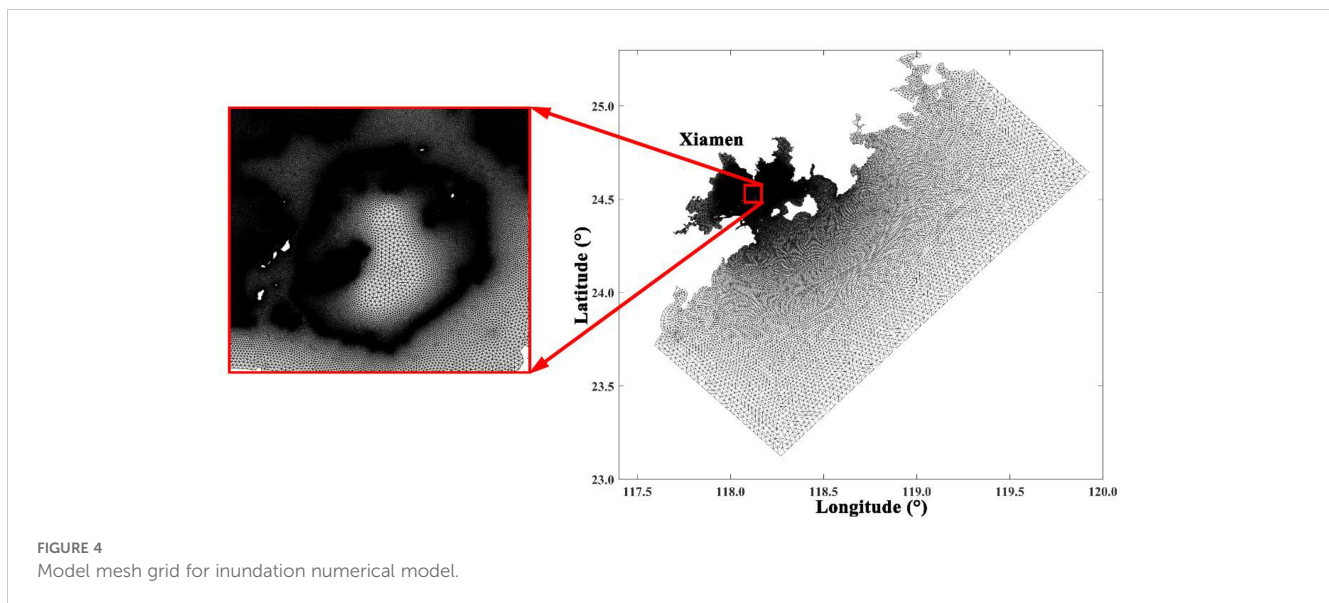 Xiamen
25.0
24.5
24.0
23.5
23.0
Latitude (°)
117.5 118.0 118.5 119.0 119.5 120.0
Longitude (°)
FIGURE 4
Model mesh grid for inundation numerical model.